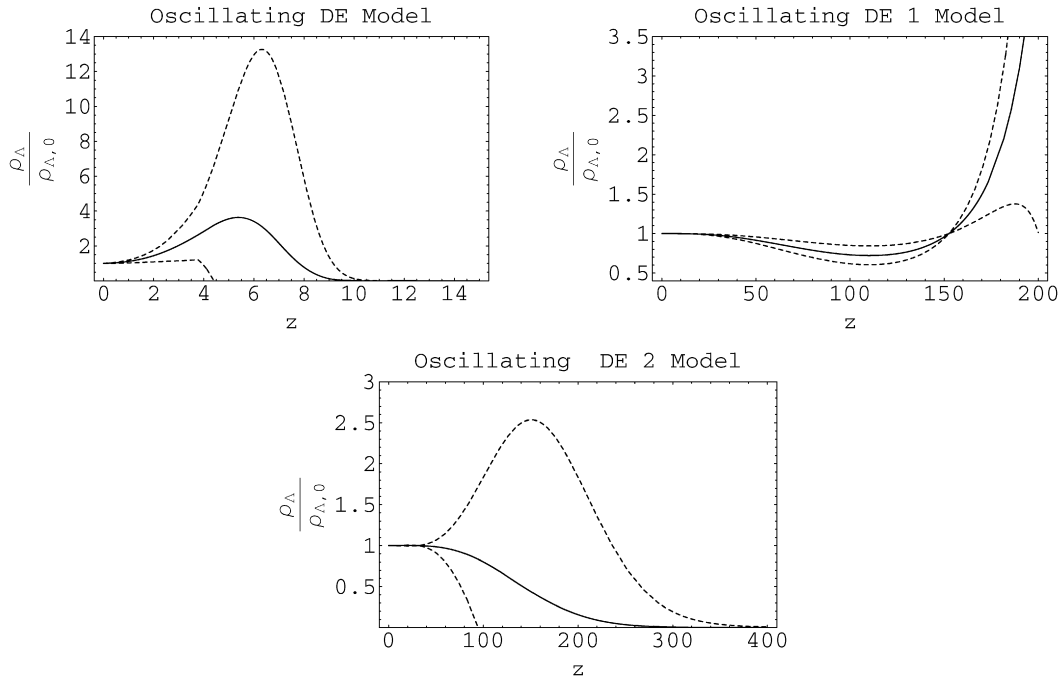 Oscillating DE Model
14
12
10
8
6
4
2
ρΛ
ρΛ,0
0 2 4 6 8 10 12 14
z
Oscillating DE 1 Model
3.5
3
2.5
2
1.5
1
0.5
ρΛ
ρΛ,0
0 50 100 150 200
z
Oscillating DE 2 Model
3
2.5
2
1.5
1
0.5
ρΛ
ρΛ,0
0 100 200 300 400
z